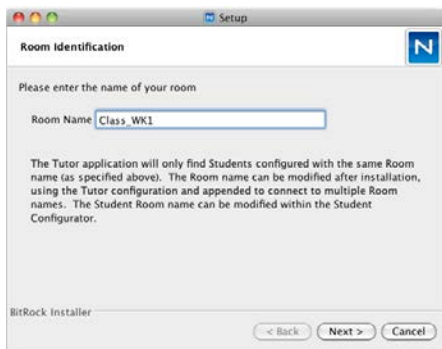 Setup
Room Identification
N
Please enter the name of your room
Room Name Class_WK1
The Tutor application will only find Students configured with the same Room
name (as specified above). The Room name can be modified after installation,
using the Tutor configuration and appended to connect to multiple Room
names. The Student Room name can be modified within the Student
Configurator.
BitRock Installer
< Back Next > Cancel